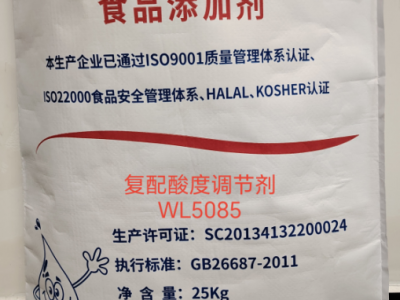 食品添加剂
本生产企业已通过ISO9001质量管理体系认证、
ISO22000食品安全管理体系、HALAL、KOSHER认证
复配酸度调节剂
WL5085
生产许可证：SC20134132200024
执行标准：GB26687-2011
净 含 量：25Kg